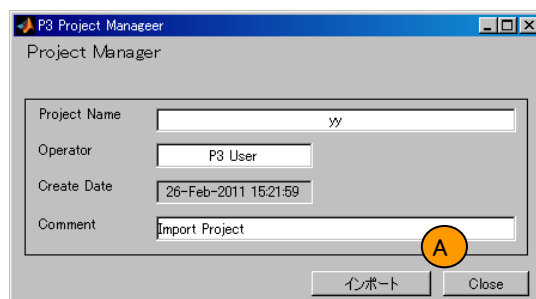 P3 Project Manageer
Project Manager
Project Name yy
Operator P3 User
Create Date 26-Feb-2011 15:21:59
Comment Import Project
A
インポート Close